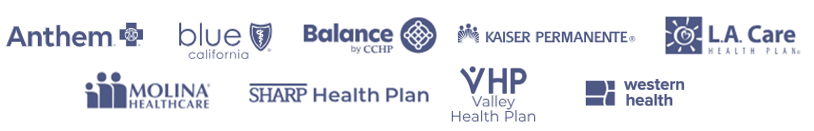 Anthem
blue
california
Balance
by CCHP
KAISER PERMANENTE®
L.A. Care
HEALTH PLAN®
MOLINA®
HEALTHCARE
SHARP Health Plan
VHP
Valley
Health Plan
western
health